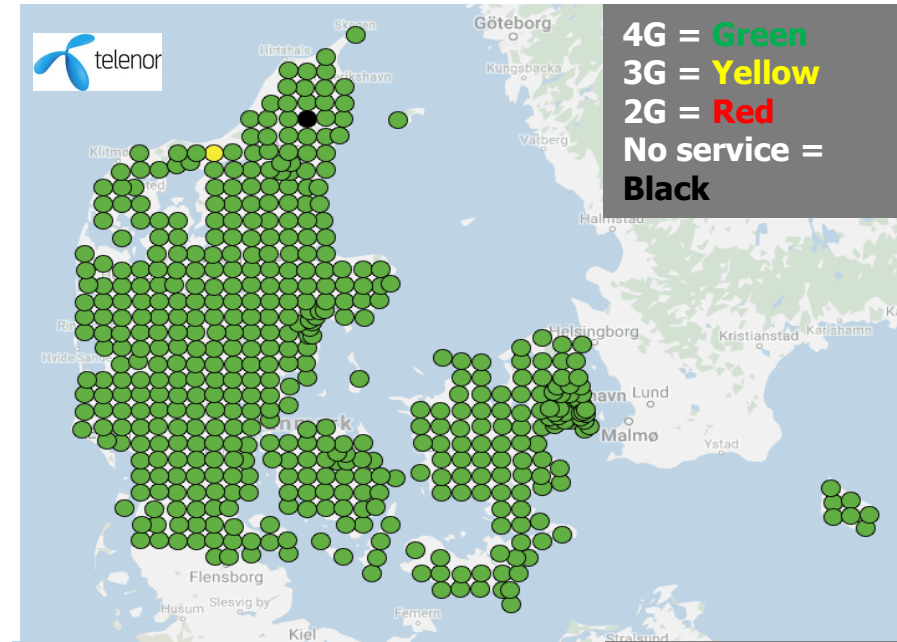 Skagen
Göteborg
4G = Green
3G = Yellow
2G = Red
No service =
Black
telenor
Hirtshals
Kungsbacka
Varberg
Klitmø
Halmstad
Helsingborg
Kristianstad
Karlshamn
Hvide Sande
havn
Lund
Malmø
Ystad
Flensborg
Husum
Slesvig by
Femern
Kiel
Stralsund